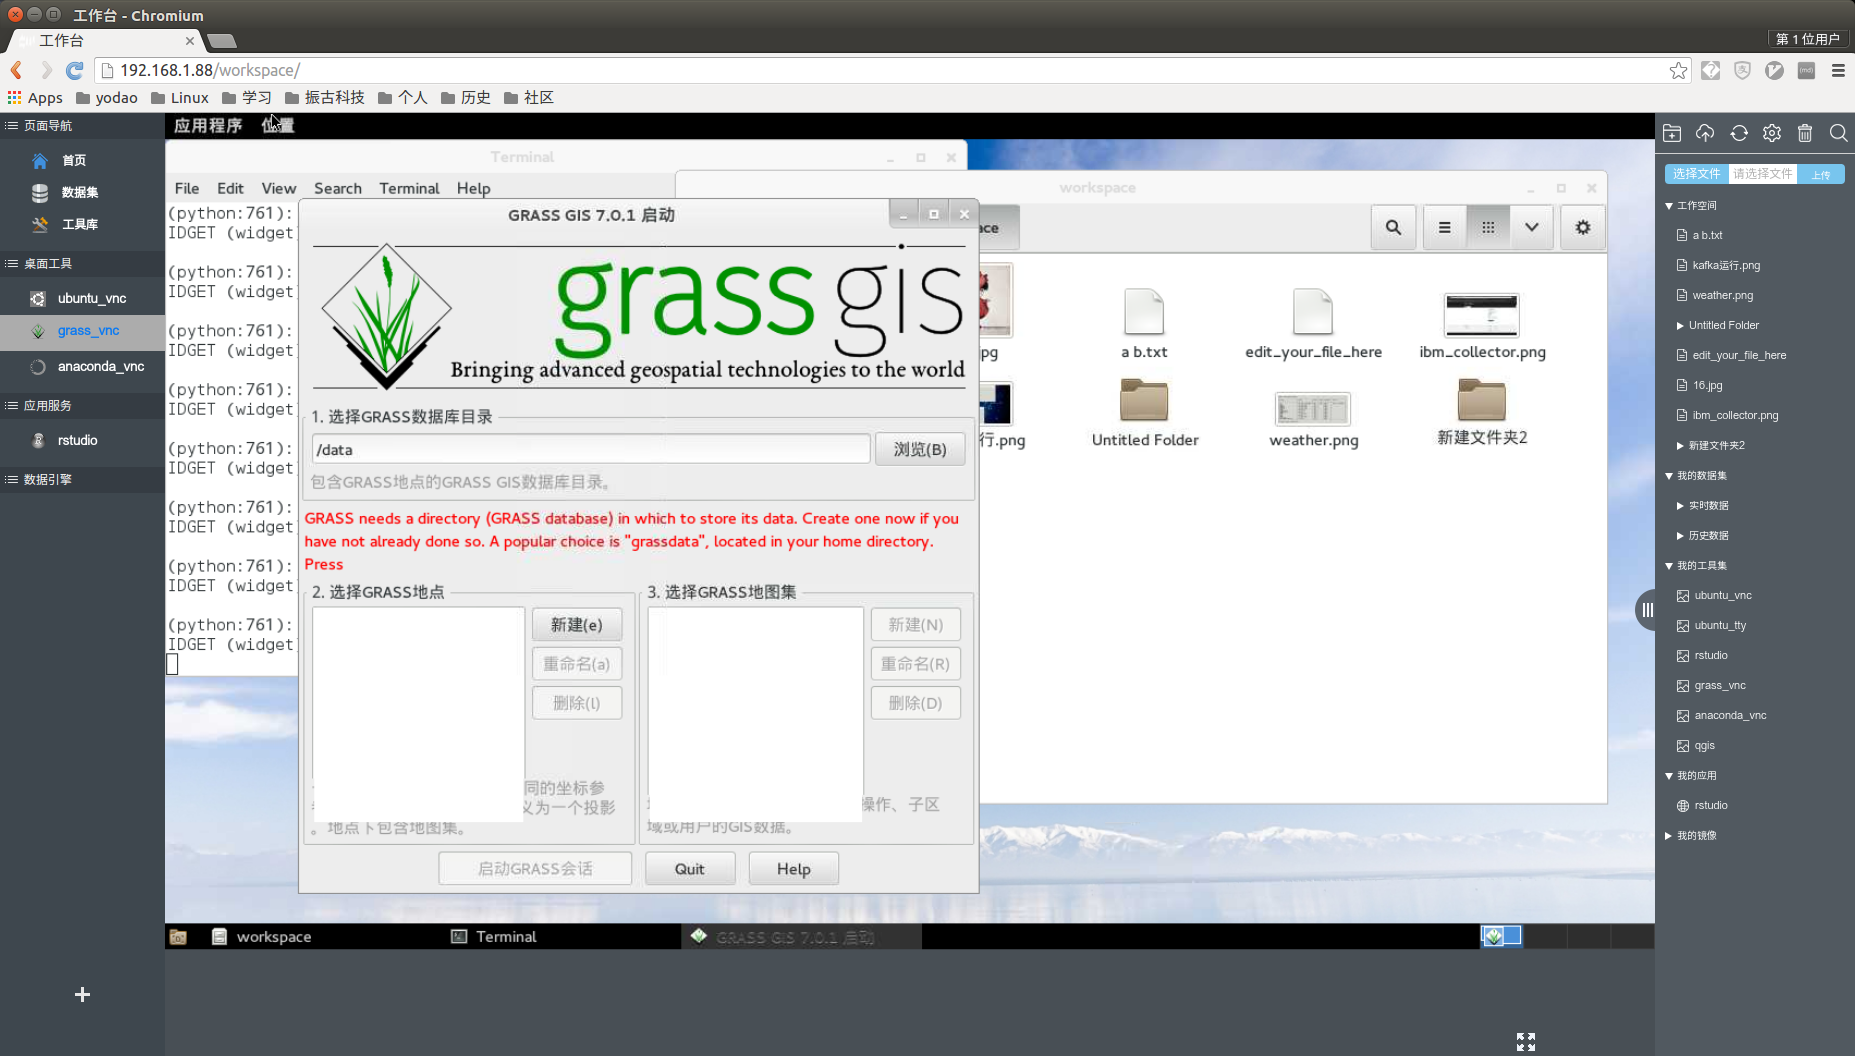 工作台 - Chromium
工作台
第 1 位用户
192.168.1.88/workspace/
Apps yodao Linux 学习 振古科技 个人 历史 社区
页面导航
首页
数据集
工具库
桌面工具
ubuntu_vnc
grass_vnc
anaconda_vnc
应用服务
rstudio
数据引擎
应用程序 位置
Terminal
File Edit View Search Terminal Help
(python:761):
IDGET (widget
(python:761):
IDGET (widget
(python:761):
IDGET (widget
(python:761):
IDGET (widget
(python:761):
IDGET (widget
(python:761):
IDGET (widget
(python:761):
IDGET (widget
(python:761):
IDGET (widget
workspace
ace
jpg
a b.txt
edit_your_file_here
ibm_collector.png
行.png
Untitled Folder
weather.png
新建文件夹2
GRASS GIS 7.0.1 启动
grass gis
Bringing advanced geospatial technologies to the world
1. 选择GRASS数据库目录
/data
浏览(B)
包含GRASS地点的GRASS GIS数据库目录。
GRASS needs a directory (GRASS database) in which to store its data. Create one now if you
have not already done so. A popular choice is "grassdata", located in your home directory.
Press
2. 选择GRASS地点
新建(e)
重命名(a)
删除(l)
同的坐标参
义为一个投影
。地点下包含地图集。
3. 选择GRASS地图集
新建(N)
重命名(R)
删除(D)
操作、子区
域或用户的GIS数据。
启动GRASS会话
Quit
Help
workspace
Terminal
GRASS GIS 7.0.1 启动
选择文件 请选择文件 上传
工作空间
a b.txt
kafka运行.png
weather.png
Untitled Folder
edit_your_file_here
16.jpg
ibm_collector.png
新建文件夹2
我的数据集
实时数据
历史数据
我的工具集
ubuntu_vnc
ubuntu_tty
rstudio
grass_vnc
anaconda_vnc
qgis
我的应用
rstudio
我的镜像